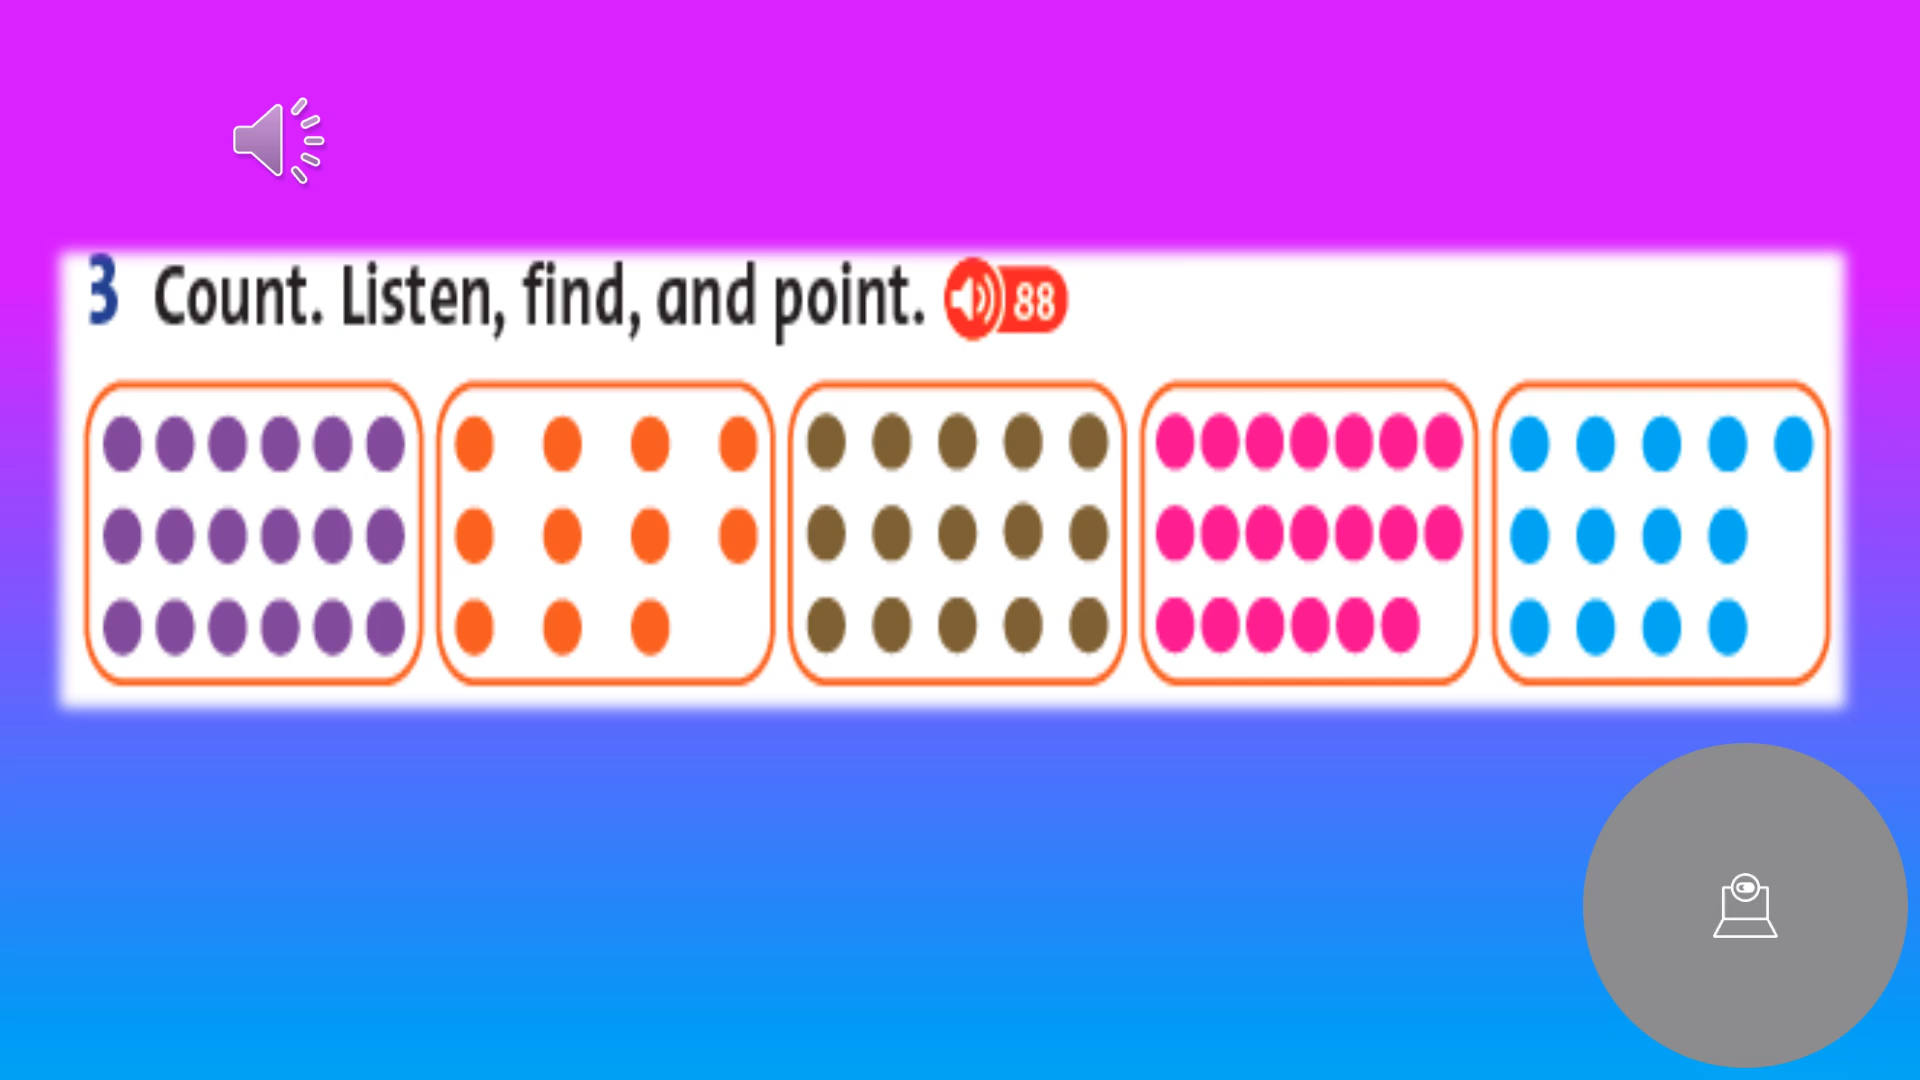 3 Count. Listen, find, and point. 88